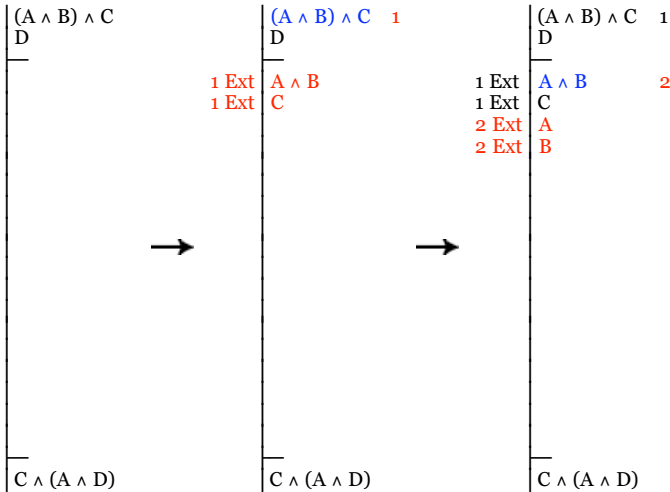 (A ∧ B) ∧ C
D
C ∧ (A ∧ D)
(A ∧ B) ∧ C 1
D
1 Ext A ∧ B
1 Ext C
C ∧ (A ∧ D)
(A ∧ B) ∧ C 1
D
1 Ext A ∧ B 2
1 Ext C
2 Ext A
2 Ext B
C ∧ (A ∧ D)